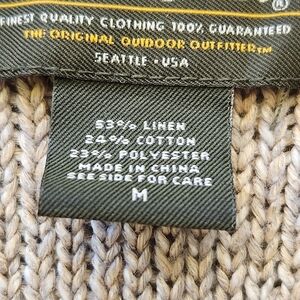 ®
FINEST QUALITY CLOTHING 100% GUARANTEED
THE ORIGINAL OUTDOOR OUTFITTER™
SEATTLE • USA
53% LINEN
24% COTTON
23% POLYESTER
MADE IN CHINA
SEE SIDE FOR CARE
M